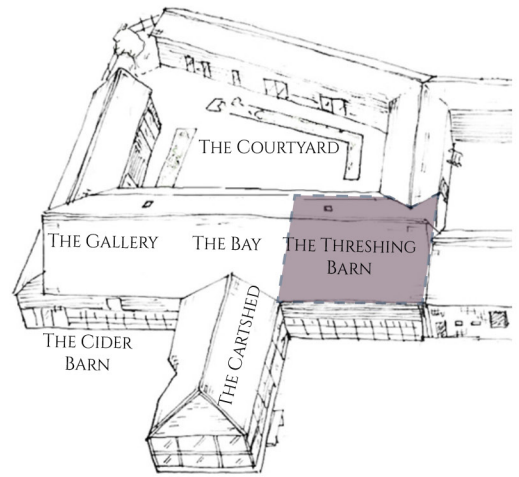 THE COURTYARD
THE GALLERY
THE BAY
THE THRESHING
BARN
THE CARTSHED
THE CIDER
BARN